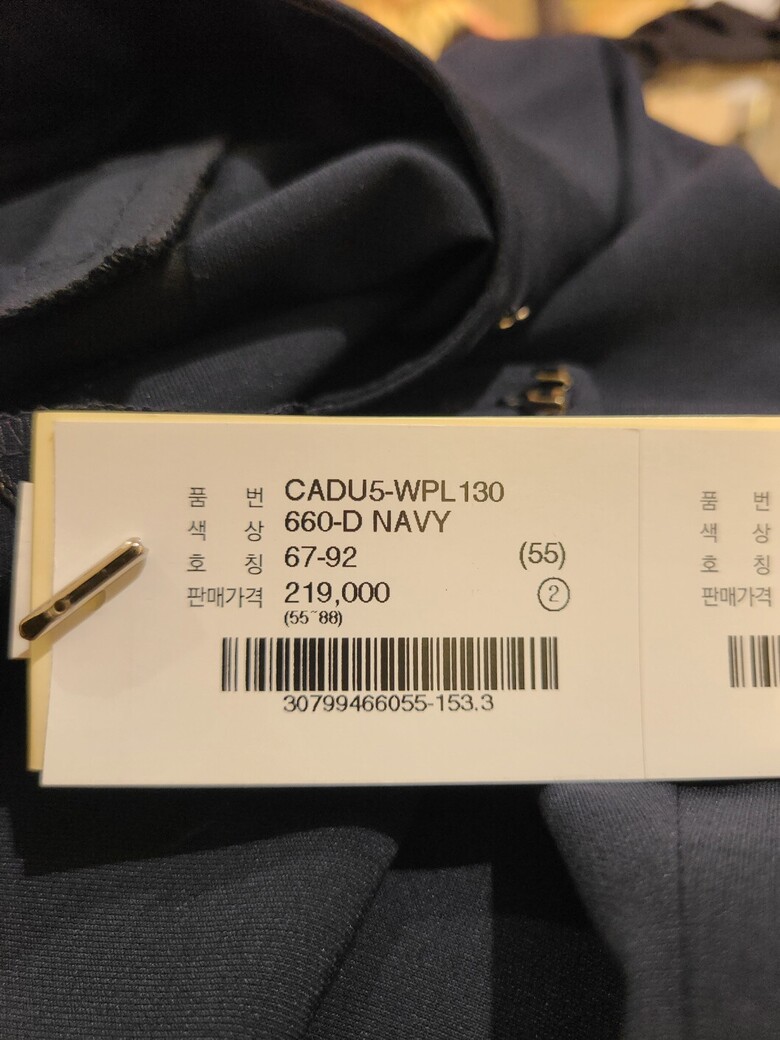 품 번 CADU5-WPL130
색 상 660-D NAVY
호 칭 67-92 (55)
판매가격 219,000 ②
(55~88)
30799466055-153.3
품 번
색 상
호 칭
판매가격